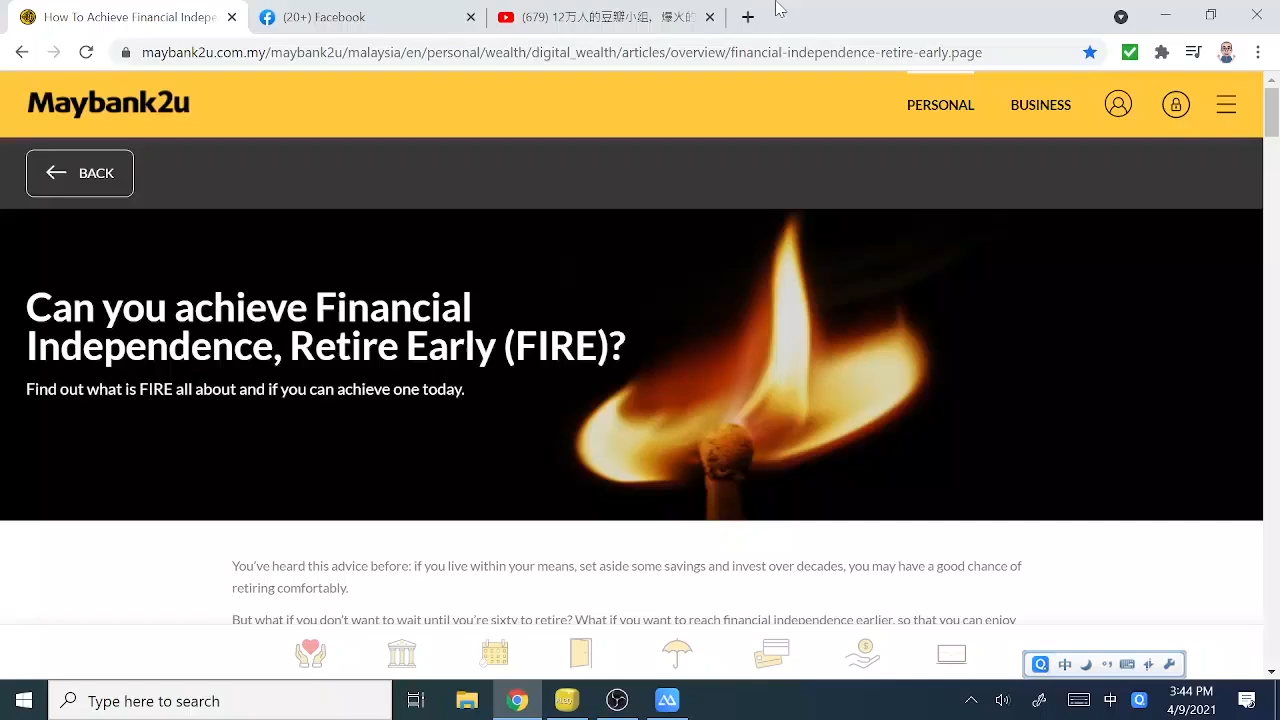 How To Achieve Financial Indepe
(20+) Facebook
(679) 12万人的豆瓣小组，爆火的
maybank2u.com.my/maybank2u/malaysia/en/personal/wealth/digital_wealth/articles/overview/financial-independence-retire-early.page
Maybank2u
PERSONAL
BUSINESS
BACK
Can you achieve Financial
Independence, Retire Early (FIRE)?
Find out what is FIRE all about and if you can achieve one today.
You've heard this advice before: if you live within your means, set aside some savings and invest over decades, you may have a good chance of
retiring comfortably.
But what if you don't want to wait until you're sixty to retire? What if you want to reach financial independence earlier, so that you can enjoy
中
Type here to search
中
3:44 PM
4/9/2021